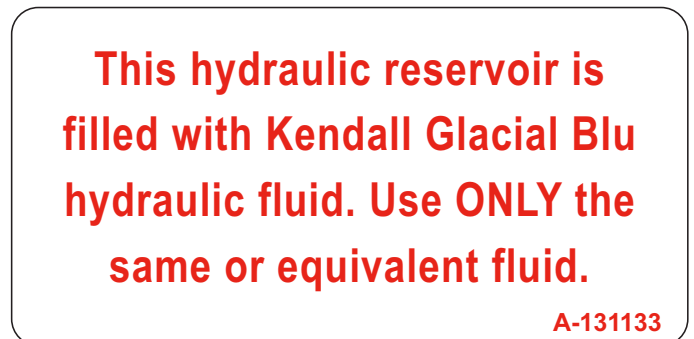 This hydraulic reservoir is
filled with Kendall Glacial Blu
hydraulic fluid. Use ONLY the
same or equivalent fluid.
A-131133